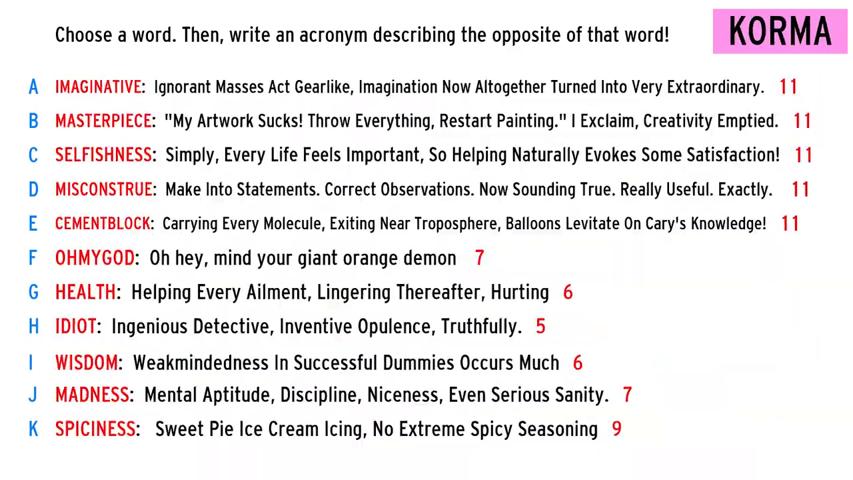 Choose a word. Then, write an acronym describing the opposite of that word!
KORMA
A IMAGINATIVE: Ignorant Masses Act Gearlike, Imagination Now Altogether Turned Into Very Extraordinary. 11
B MASTERPIECE: "My Artwork Sucks! Throw Everything, Restart Painting." I Exclaim, Creativity Emptied. 11
C SELFISHNESS: Simply, Every Life Feels Important, So Helping Naturally Evokes Some Satisfaction! 11
D MISCONSTRUE: Make Into Statements. Correct Observations. Now Sounding True. Really Useful. Exactly. 11
E CEMENTBLOCK: Carrying Every Molecule, Exiting Near Troposphere, Balloons Levitate On Cary's Knowledge! 11
F OHMYGOD: Oh hey, mind your giant orange demon 7
G HEALTH: Helping Every Ailment, Lingering Thereafter, Hurting 6
H IDIOT: Ingenious Detective, Inventive Opulence, Truthfully. 5
I WISDOM: Weakmindedness In Successful Dummies Occurs Much 6
J MADNESS: Mental Aptitude, Discipline, Niceness, Even Serious Sanity. 7
K SPICINESS: Sweet Pie Ice Cream Icing, No Extreme Spicy Seasoning 9